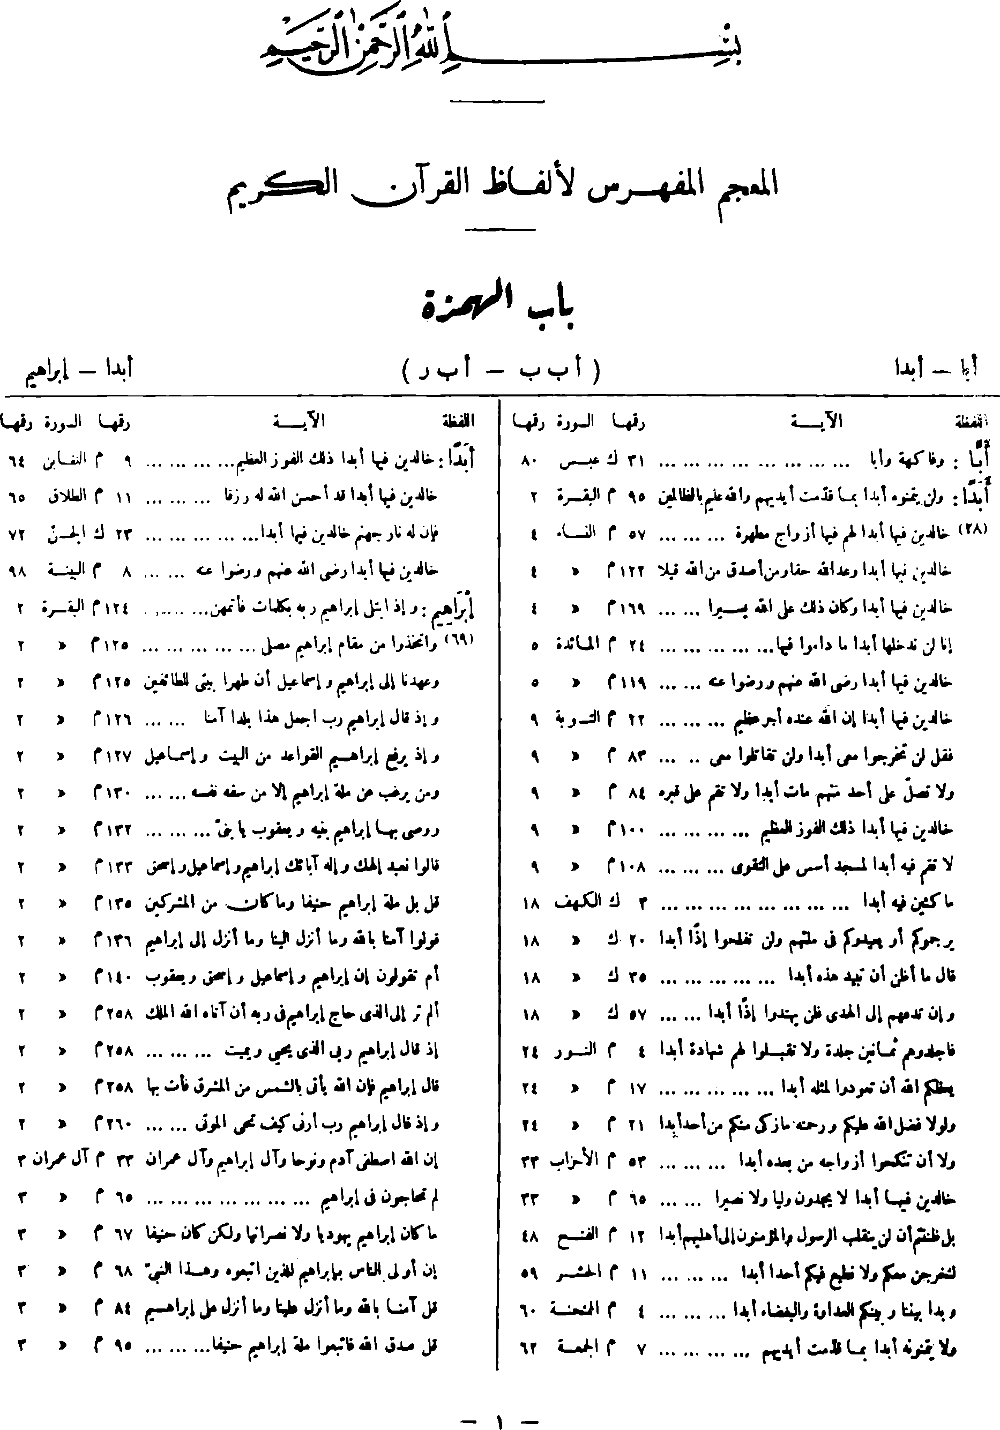 بسم الله الرحمن الرحيم
المعجم المفهرس لألفاظ القرآن الكريم
باب الهمزة
أبا – أبدا
( أ ب ب – أ ب ر )
أبدا – إبراهيم
اللفظة الآيـة رقمها السورة رقمها
أَبًّا : وفاكهة وأبا ... ... ... ... ... ... ... ... ٣١ ك عبس ٨٠
أَبَدًا : ولن يتمنوه أبدا بما قدّمت أيديهم والله عليم بالظالمين ٩٥ م البقرة ٢
(٢٨) خالدين فيها أبدا لهم فيها أزواج مطهرة ... ... ... ٥٧ م النساء ٤
خالدين فيها أبدا وعد الله حقا ومن أصدق من الله قيلا ١٢٢ م » ٤
خالدين فيها أبدا وكان ذلك على الله يسيرا ... ... ١٦٩ م » ٤
إنا لن ندخلها أبدا ما داموا فيها... ... ... ... ... ٢٤ م المائدة ٥
خالدين فيها أبدا رضى الله عنهم ورضوا عنه ... ... ١١٩ م » ٥
خالدين فيها أبدا إن الله عنده أجر عظيم ... ... ... ٢٢ م التوبة ٩
فقل لن تخرجوا معى أبدا ولن تقاتلوا معى .. ... ٨٣ م » ٩
ولا تصلّ على أحد منهم مات أبدا ولا تقم على قبره ٨٤ م » ٩
خالدين فيها أبدا ذلك الفوز العظيم ... ... ... ... ١٠٠ م » ٩
لا تقم فيه أبدا لمسجد أسس على التقوى ... ... ... ١٠٨ م » ٩
ماكثين فيه أبدا ... ... ... ... ... ... ... ... ٣ ك الكهف ١٨
يرجموكم أو يعيدوكم فى ملتهم ولن تفلحوا إذًا أبدا ٢٠ ك » ١٨
قال ما أظن أن تبيد هذه أبدا ... ... ... ... ... ٣٥ ك » ١٨
وإن تدعهم إلى الهدى فلن يهتدوا إذًا أبدا ... ... ٥٧ ك » ١٨
فاجلدوهم ثمانين جلدة ولا تقبلوا لهم شهادة أبدا ٤ م النـور ٢٤
يعظكم الله أن تعودوا لمثله أبدا ... ... ... ... ... ١٧ م » ٢٤
ولولا فضل الله عليكم ورحمته مازكى منكم من أحد أبدا ٢١ م » ٢٤
ولا أن تنكحوا أزواجه من بعده أبدا ... ... ... ٥٣ م الأحزاب ٣٣
خالدين فيها أبدا لا يجدون وليا ولا نصيرا ... ... ٦٥ م » ٣٣
بل ظننتم أن لن ينقلب الرسول والمؤمنون إلى أهليهم أبدا ١٢ م الفتح ٤٨
لنخرجن معكم ولا نطيع فيكم أحدا أبدا ... ... ... ١١ م الحشر ٥٩
وبدا بيننا وبينكم العداوة والبغضاء أبدا ... ... ... ٤ م الممتحنة ٦٠
ولا يتمنونه أبدا بما قدّمت أيديهم ... ... ... ... ٧ م الجمعة ٦٢
اللفظة الآيـة رقمها السورة رقمها
أَبَدًا : خالدين فيها أبدا ذلك الفوز العظيم... ... ... ... ٩ م التغابن ٦٤
خالدين فيها أبدا قد أحسن الله له رزقا ... ... ... ١١ م الطلاق ٦٥
فإن له نار جهنم خالدين فيها أبدا... ... ... ... ... ٢٣ ك الجنّ ٧٢
خالدين فيها أبدا رضى الله عنهم ورضوا عنه ... ... ٨ م البينة ٩٨
إِبْرَاهِيم : وإذ ابتلى إبراهيم ربه بكلمات فأتمهن... ... ... ١٢٤ م البقرة ٢
(٦٩) واتخذوا من مقام إبراهيم مصلى ... ... ... ... ... ١٢٥ م » ٢
وعهدنا إلى إبراهيم وإسماعيل أن طهرا بيتى للطائفين ١٢٥ م » ٢
وإذ قال إبراهيم رب اجعل هذا بلدا آمنا ... ... ١٢٦ م » ٢
وإذ يرفع إبراهيم القواعد من البيت وإسماعيل ١٢٧ م » ٢
ومن يرغب عن ملة إبراهيم إلا من سفه نفسه ... ... ١٣٠ م » ٢
ووصى بها إبراهيم بنيه ويعقوب يا بنىّ ... ... ... ١٣٢ م » ٢
قالوا نعبد إلهك وإله آبائك إبراهيم وإسماعيل وإسحق ١٣٣ م » ٢
قل بل ملة إبراهيم حنيفا وماكان من المشركين ١٣٥ م » ٢
قولوا آمنا بالله وما أنزل الينا وما أنزل إلى إبراهيم ١٣٦ م » ٢
أم تقولون إن إبراهيم وإسماعيل وإسحق ويعقوب ١٤٠ م » ٢
ألم تر إلى الذى حاج إبراهيم فى ربه أن آتاه الله الملك ٢٥٨ م » ٢
إذ قال إبراهيم ربى الذى يحيى ويميت ... ... ... ٢٥٨ م » ٢
قال إبراهيم فإن الله يأتى بالشمس من المشرق فأت بها ٢٥٨ م » ٢
وإذ قال إبراهيم رب أرنى كيف تحى الموتى ... ... ٢٦٠ م » ٢
إن الله اصطفى آدم ونوحا وآل إبراهيم وآل عمران ٣٣ م آل عمران ٣
لم تحاجون فى إبراهيم ... ... ... ... ... ... ... ٦٥ م » ٣
ماكان إبراهيم يهوديا ولا نصرانيا ولكن كان حنيفا ٦٧ م » ٣
إن أولى الناس بإبراهيم للذين اتبعوه وهذا النبىّ ٦٨ م » ٣
قل آمنا بالله وما أنزل علينا وما أنزل على إبراهيم ٨٤ م » ٣
قل صدق الله فاتبعوا ملة إبراهيم حنيفا... ... ... ٩٥ م » ٣
– ١ –